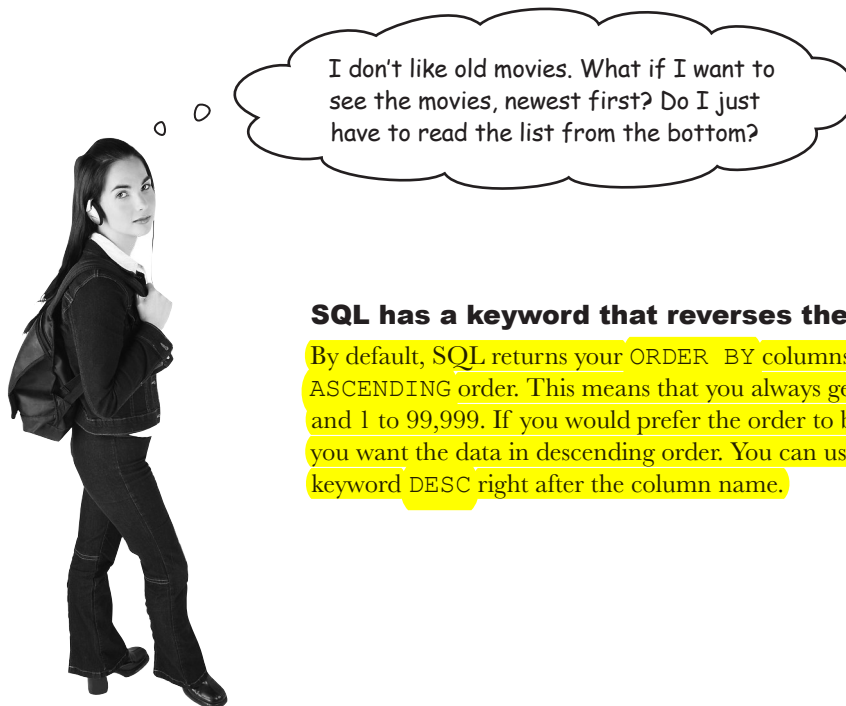 I don't like old movies. What if I want to
see the movies, newest first? Do I just
have to read the list from the bottom?
SQL has a keyword that reverses the
By default, SQL returns your ORDER BY columns
ASCENDING order. This means that you always ge
and 1 to 99,999. If you would prefer the order to b
you want the data in descending order. You can us
keyword DESC right after the column name.